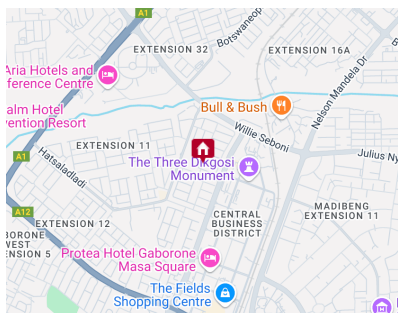 A1
Botswaneop
EXTENSION 32
EXTENSION 16A
Aria Hotels and
ference Centre
Nelson Mandela Dr
alm Hotel
vention Resort
Bull & Bush
Willie Seboni
EXTENSION 11
Julius Ny
A1
Hatsaladladi
The Three Dikgosi
Monument
A12
MADIBENG
EXTENSION 11
CENTRAL
BUSINESS
DISTRICT
EXTENSION 12
BORONE
WEST
ENSION 5
Protea Hotel Gaborone
Masa Square
The Fields
Shopping Centre